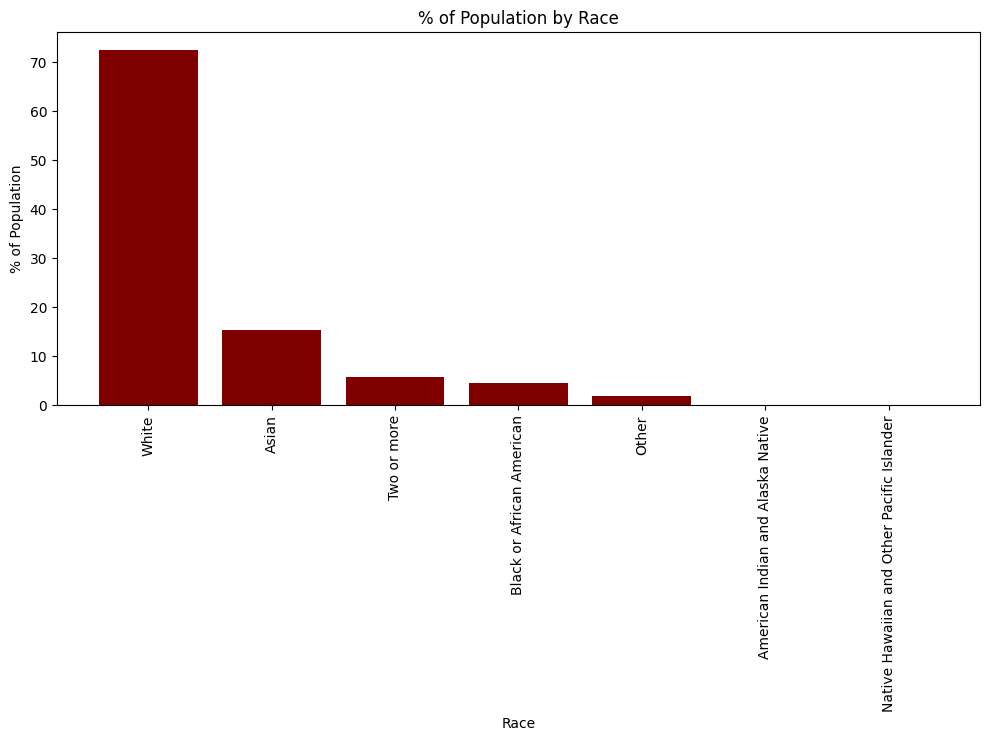 % of Population by Race
% of Population
70
60
50
40
30
20
10
0
White
Asian
Two or more
Black or African American
Other
American Indian and Alaska Native
Native Hawaiian and Other Pacific Islander
Race